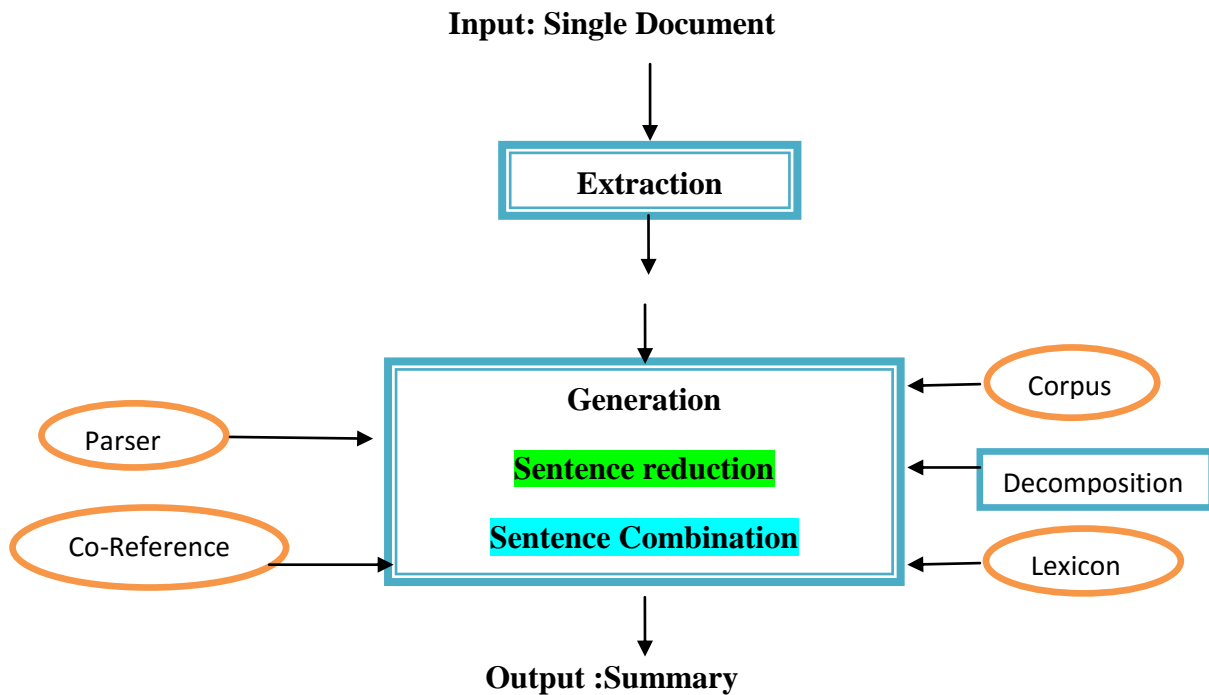 Input: Single Document
Extraction
Generation
Sentence reduction
Sentence Combination
Parser
Co-Reference
Corpus
Decomposition
Lexicon
Output :Summary